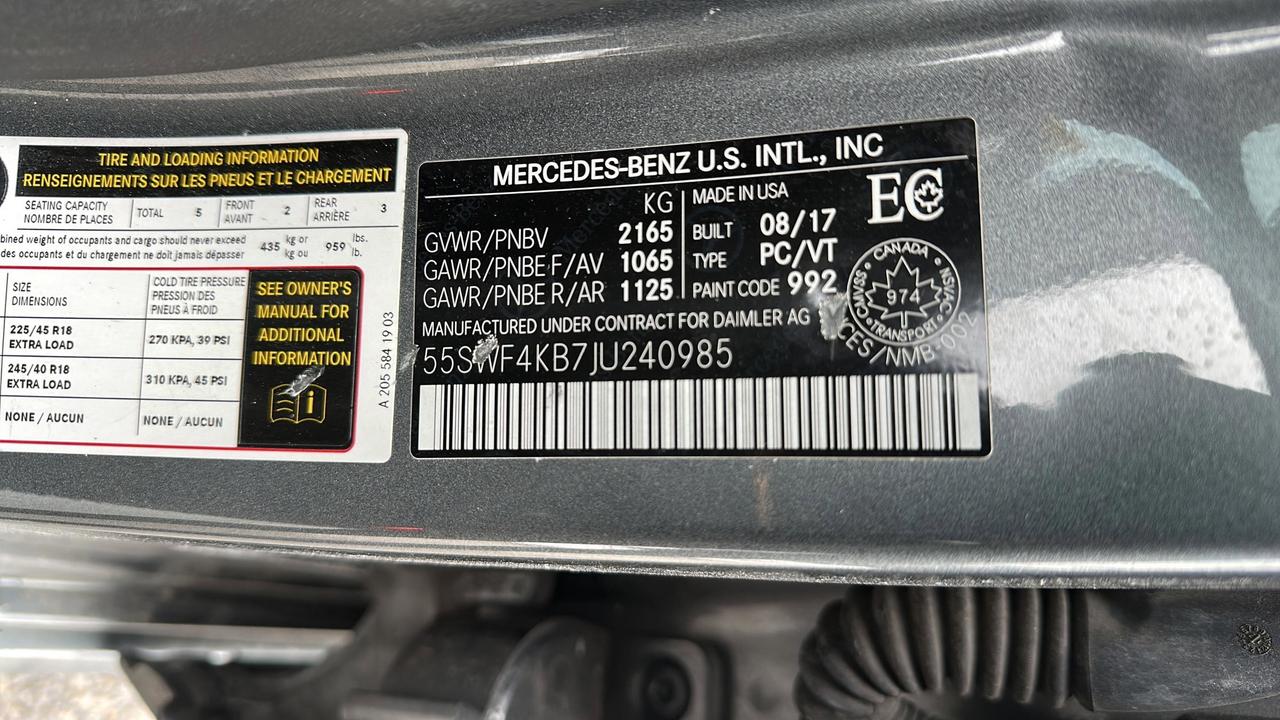 TIRE AND LOADING INFORMATION
RENSEIGNEMENTS SUR LES PNEUS ET LE CHARGEMENT
SEATING CAPACITY
NOMBRE DE PLACES
TOTAL 5
FRONT
AVANT
2
REAR
ARRIÈRE
3
bined weight of occupants and cargo should never exceed
des occupants et du chargement ne doit jamais dépasser
435 kg or
kg ou
959 lbs.
lb.
SIZE
DIMENSIONS
COLD TIRE PRESSURE
PRESSION DES
PNEUS À FROID
225/45 R18
EXTRA LOAD
270 KPA, 39 PSI
245/40 R18
EXTRA LOAD
310 KPA, 45 PSI
NONE / AUCUN
NONE / AUCUN
SEE OWNER'S
MANUAL FOR
ADDITIONAL
INFORMATION
A 205 584 19 03
MERCEDES-BENZ U.S. INTL., INC
KG
GVWR/PNBV 2165
GAWR/PNBE F/AV 1065
GAWR/PNBE R/AR 1125
MADE IN USA
BUILT 08/17
TYPE PC/VT
PAINT CODE 992
EC
CANADA
CMVSS
974
NSVAC
TRANSPORT
MANUFACTURED UNDER CONTRACT FOR DAIMLER AG
55SWF4KB7JU240985